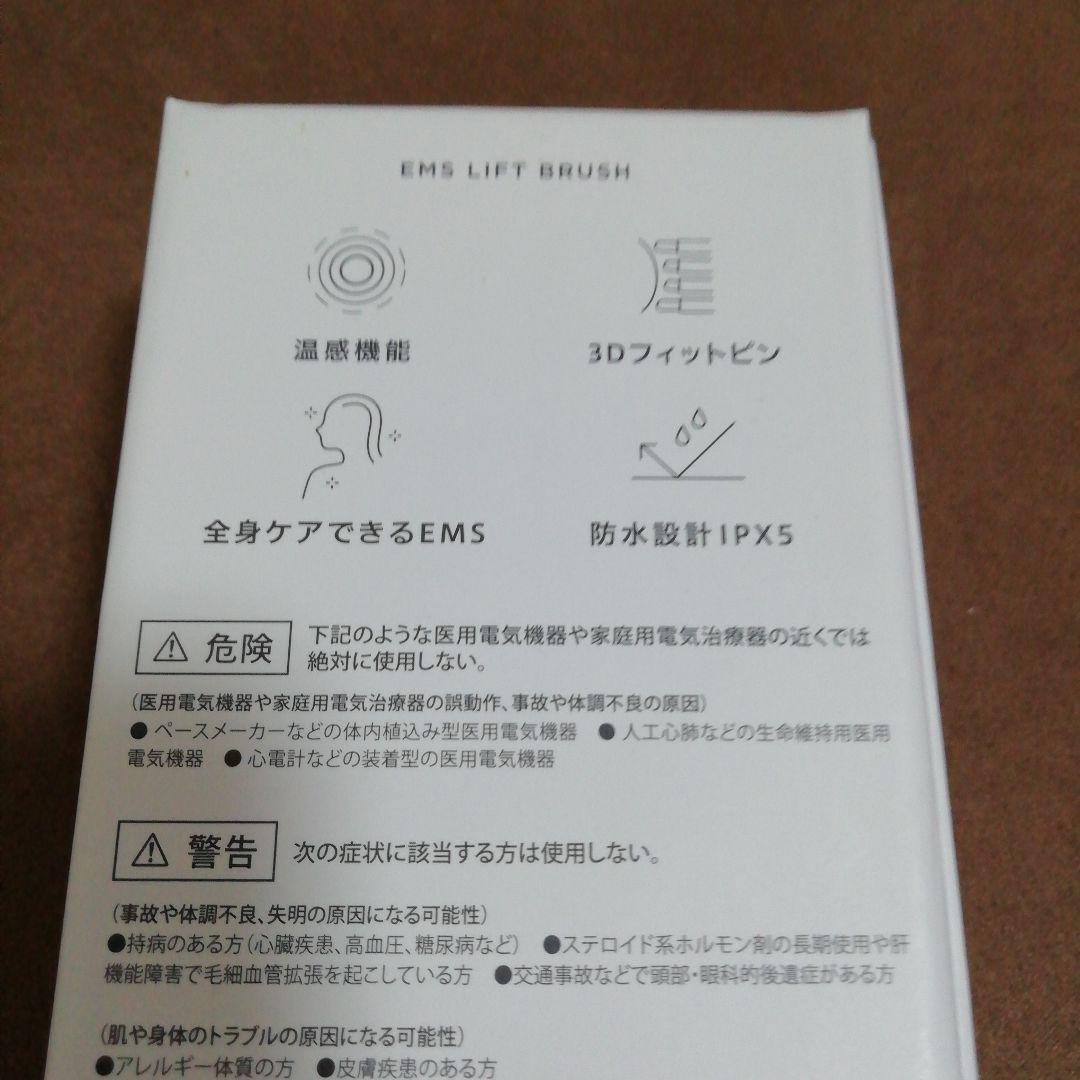 EMS LIFT BRUSH
温感機能
3Dフィットピン
全身ケアできるEMS
防水設計IPX5
⚠ 危険
下記のような医用電気機器や家庭用電気治療器の近くでは
絶対に使用しない。
(医用電気機器や家庭用電気治療器の誤動作、事故や体調不良の原因)
● ペースメーカーなどの体内植込み型医用電気機器 ● 人工心肺などの生命維持用医用
電気機器 ● 心電計などの装着型の医用電気機器
⚠ 警告 次の症状に該当する方は使用しない。
(事故や体調不良、失明の原因になる可能性)
●持病のある方(心臓疾患、高血圧、糖尿病など) ●ステロイド系ホルモン剤の長期使用や肝
機能障害で毛細血管拡張を起こしている方 ●交通事故などで頭部・眼科的後遺症がある方
(肌や身体のトラブルの原因になる可能性)
●アレルギー体質の方 ●皮膚疾患のある方